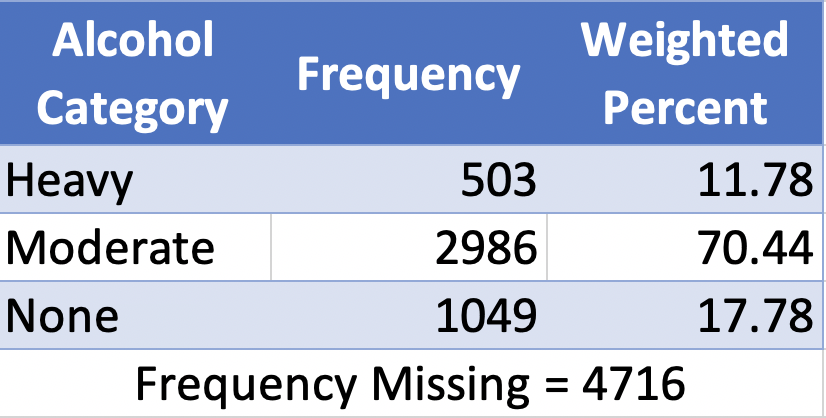 Alcohol Category Frequency Weighted Percent
Heavy 503 11.78
Moderate 2986 70.44
None 1049 17.78
Frequency Missing = 4716